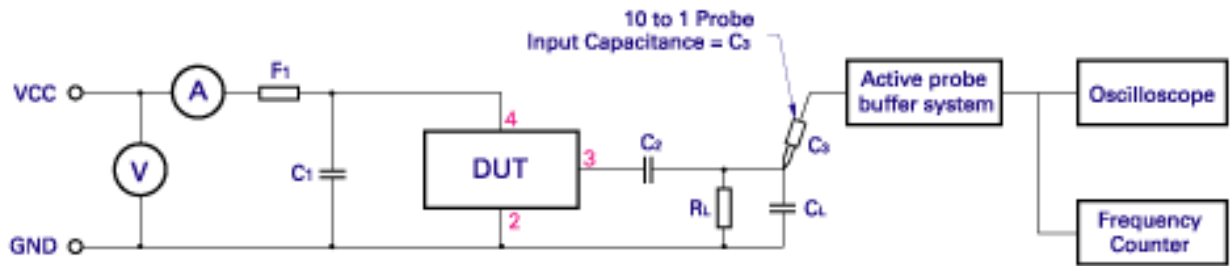 10 to 1 Probe
Input Capacitance = C3
VCC
A
F1
Active probe
buffer system
Oscilloscope
4
V
C1
DUT
3
C2
C3
2
RL
CL
GND
Frequency
Counter